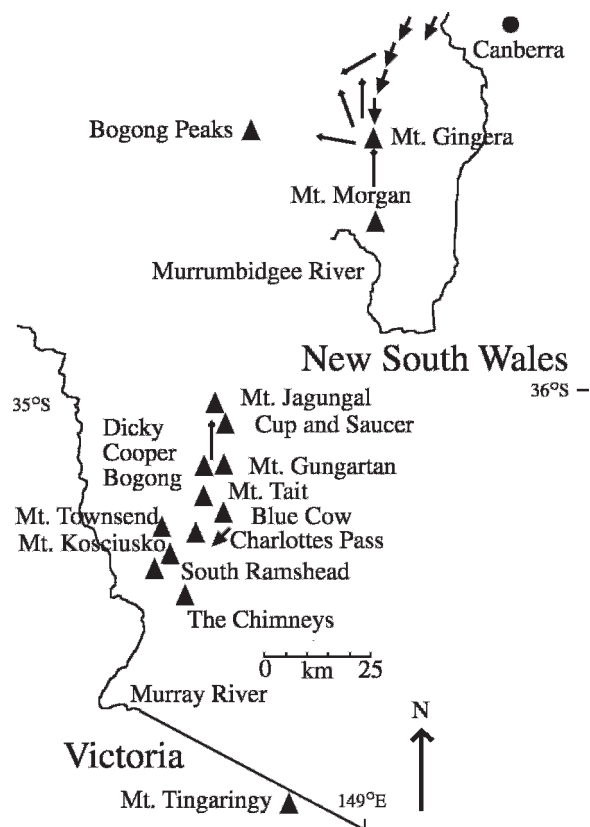 Canberra
Bogong Peaks
Mt. Gingera
Mt. Morgan
Murrumbidgee River
New South Wales
36°S
35°S
Mt. Jagungal
Cup and Saucer
Dicky
Cooper
Bogong
Mt. Gungartan
Mt. Tait
Mt. Townsend
Blue Cow
Mt. Kosciusko
Charlottes Pass
South Ramshead
The Chimneys
0 km 25
Murray River
N
Victoria
Mt. Tingaringy
149°E